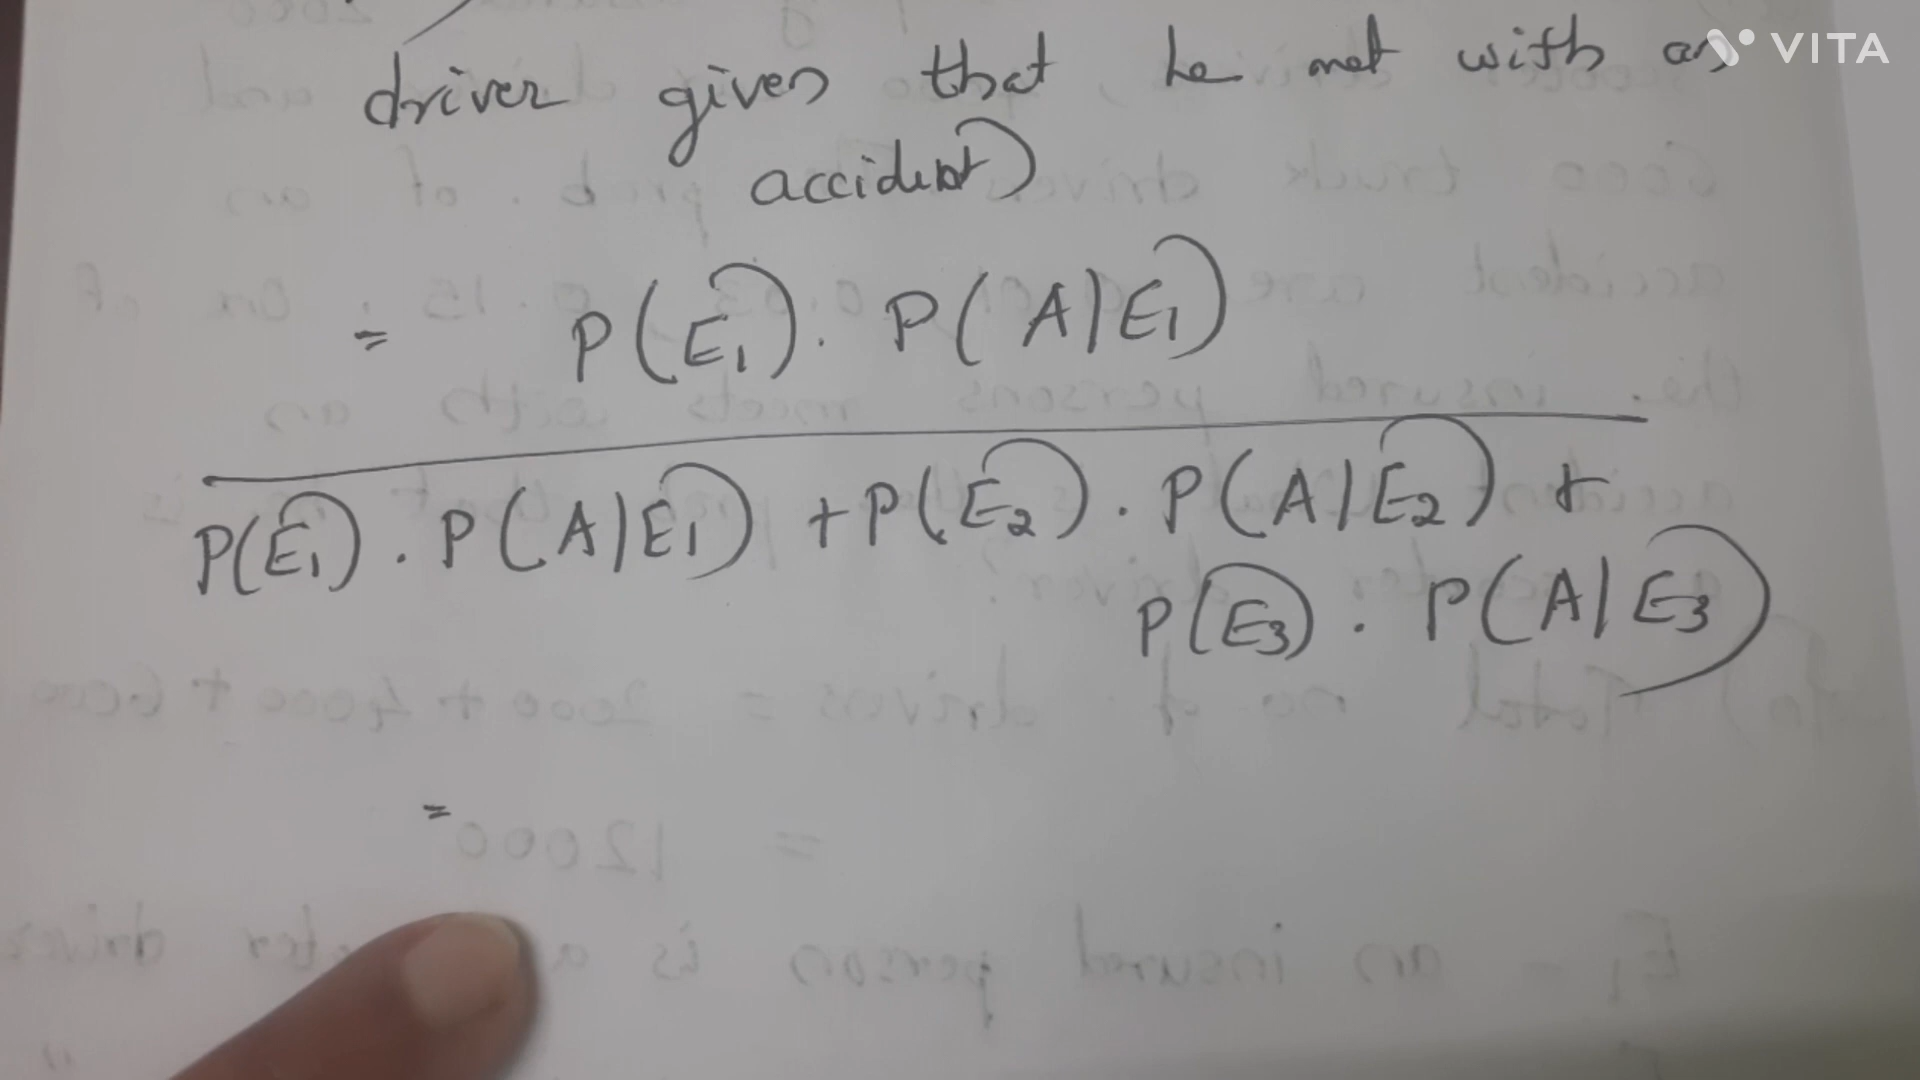 driver given that he met with an
VITA
accident)
= P(E₁). P(A|E₁)
P(E₁). P(A|E₁) + P(E₂). P(A|E₂) +
P(E₃). P(A|E₃)
=